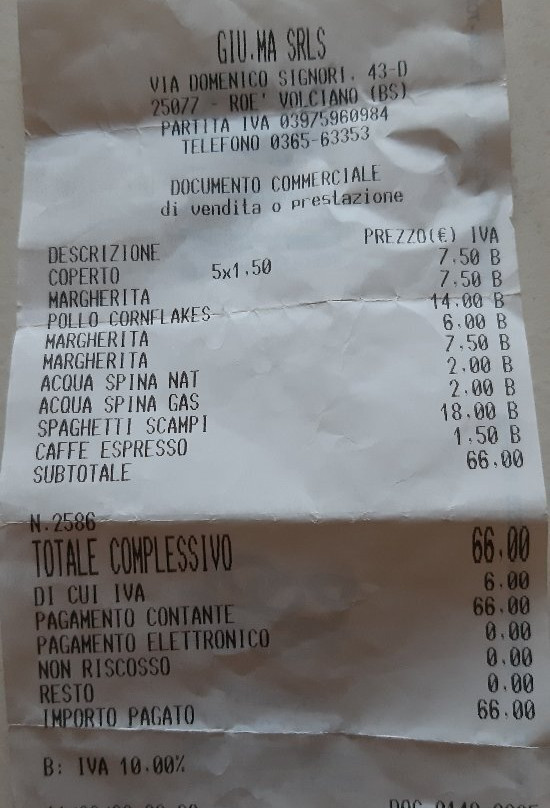 GIU.MA SRLS
VIA DOMENICO SIGNORI, 43-D
25077 - ROE' VOLCIANO (BS)
PARTITA IVA 03975960984
TELEFONO 0365-63353
DOCUMENTO COMMERCIALE
di vendita o prestazione
DESCRIZIONE PREZZO(€) IVA
COPERTO 5x1.50 7.50 B
MARGHERITA 7.50 B
POLLO CORNFLAKES 14.00 B
MARGHERITA 6.00 B
MARGHERITA 7.50 B
ACQUA SPINA NAT 2.00 B
ACQUA SPINA GAS 2.00 B
SPAGHETTI SCAMPI 18.00 B
CAFFE ESPRESSO 1.50 B
SUBTOTALE 66.00
N.2586
TOTALE COMPLESSIVO 66.00
DI CUI IVA 6.00
PAGAMENTO CONTANTE 66.00
PAGAMENTO ELETTRONICO 0.00
NON RISCOSSO 0.00
RESTO 0.00
IMPORTO PAGATO 66.00
B: IVA 10.00%